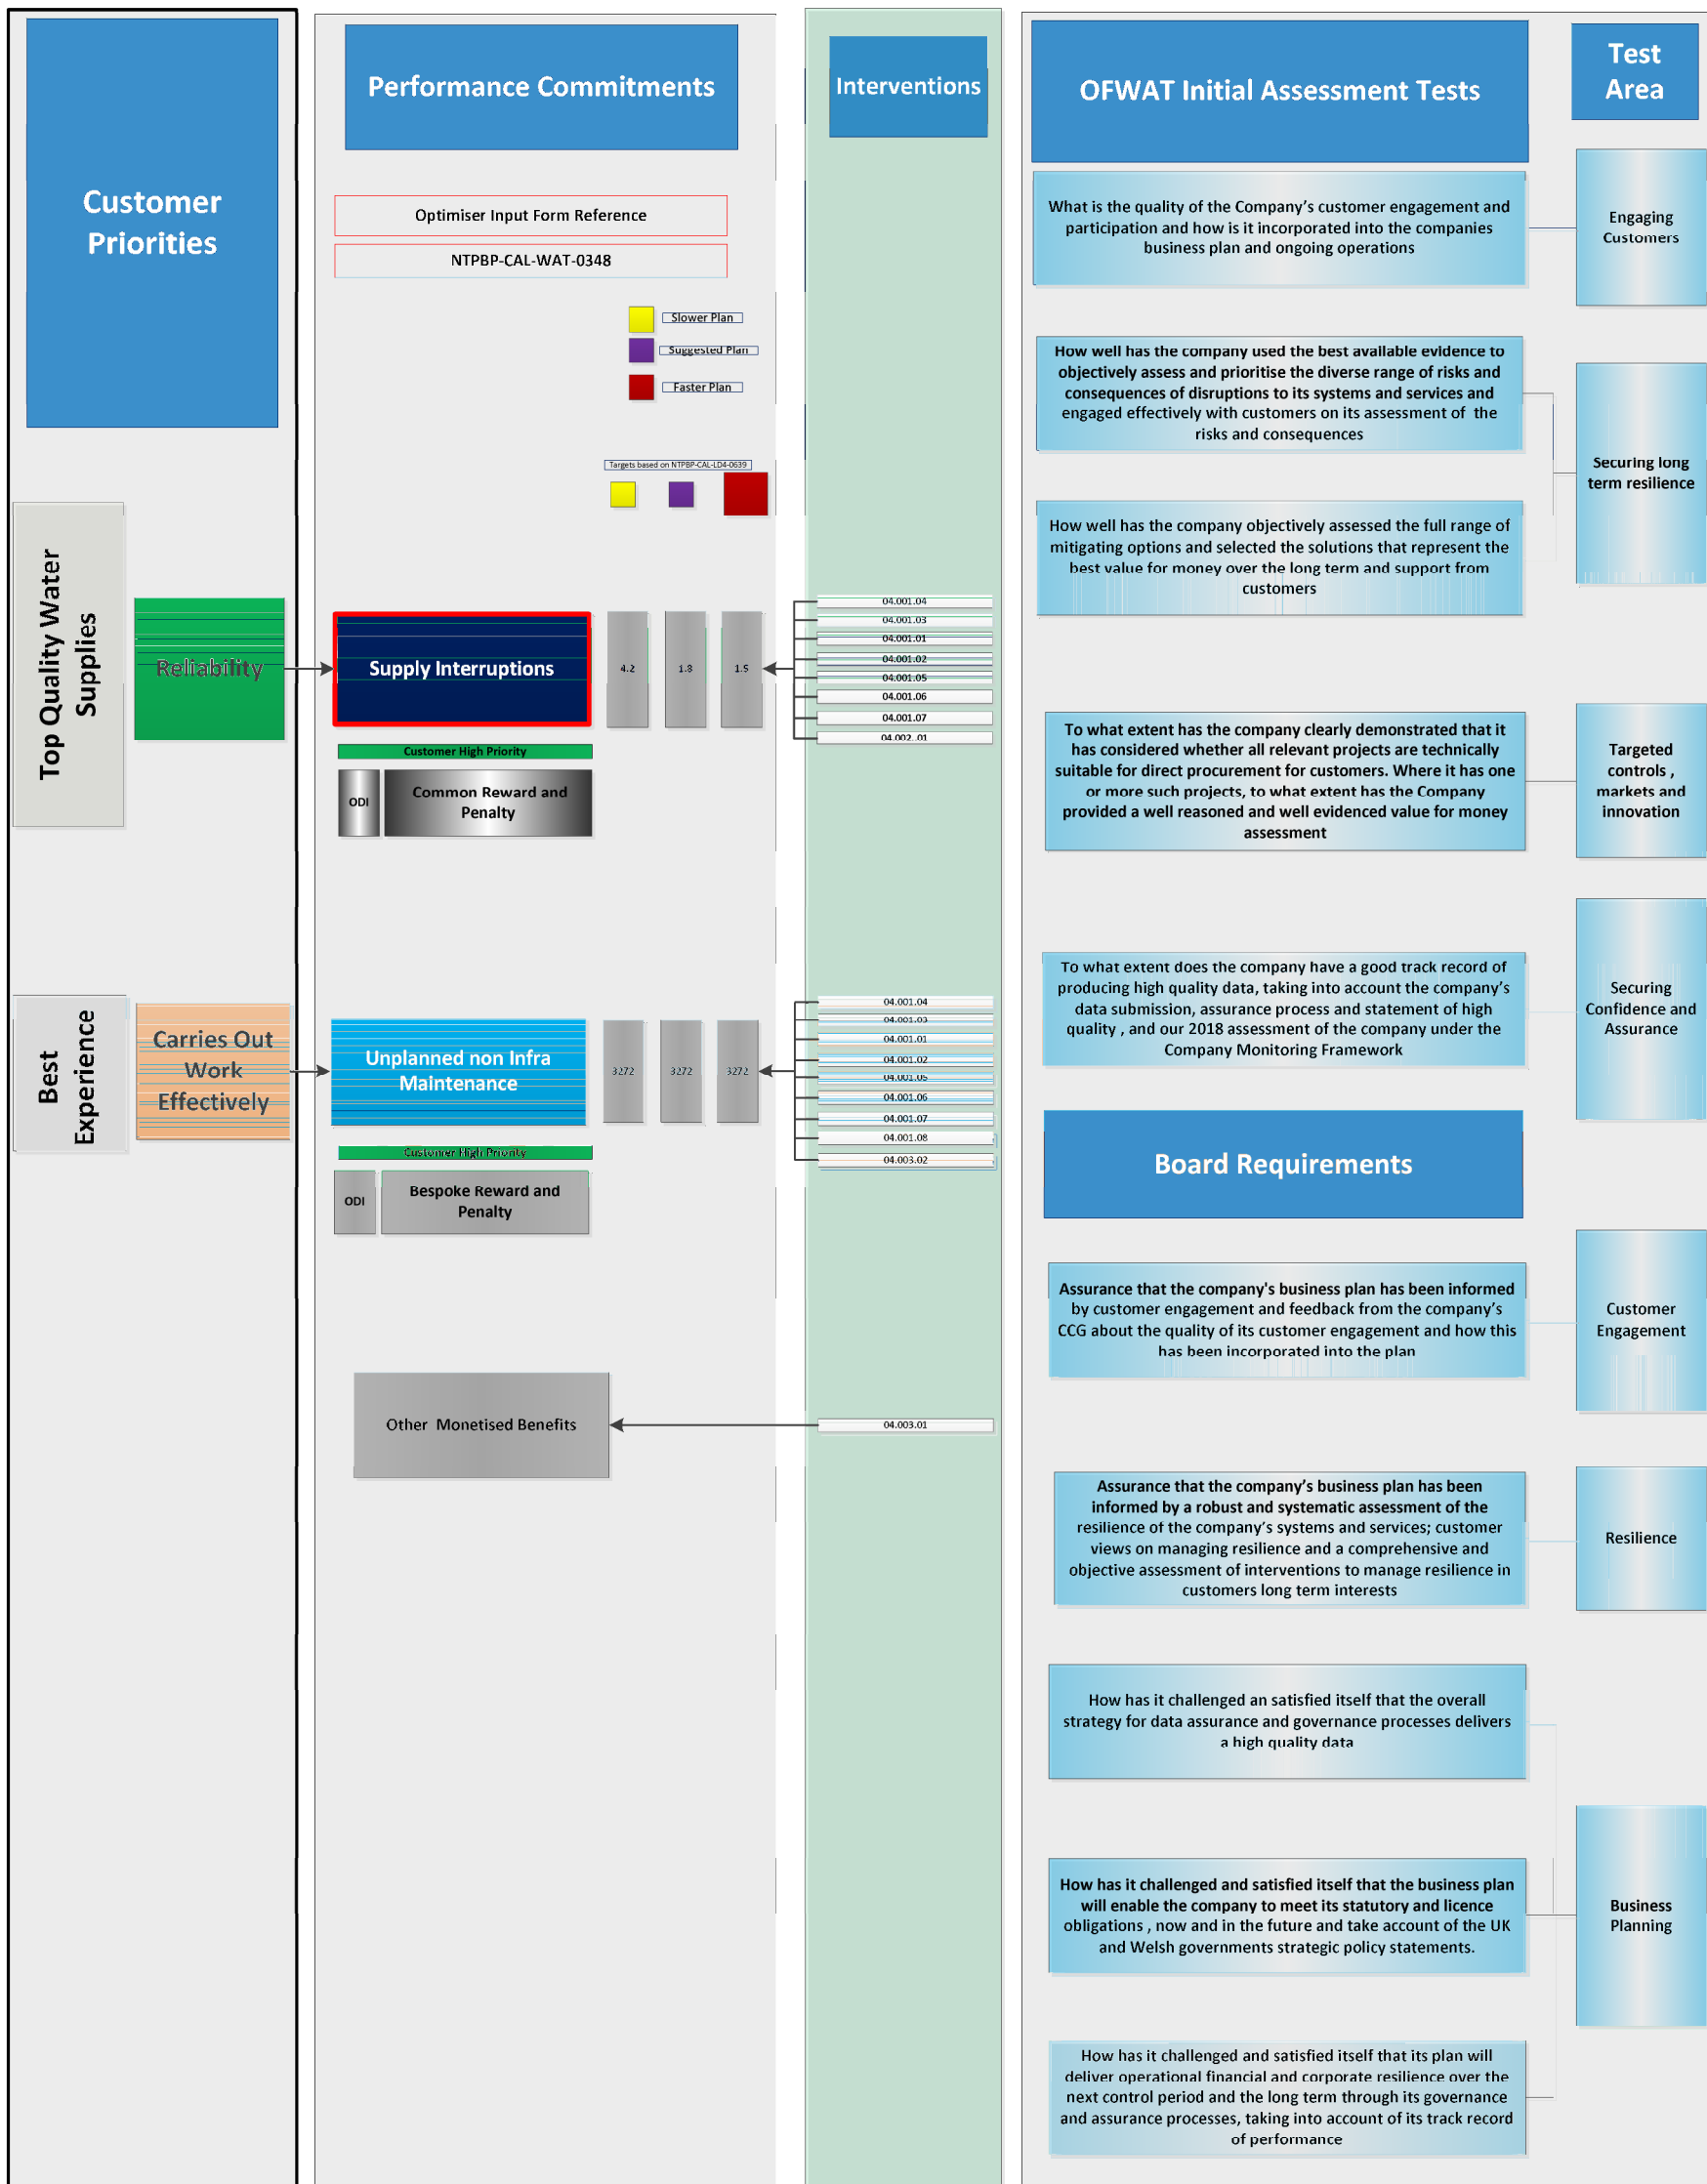 Customer
Priorities
Top Quality Water
Supplies
Reliability
Best
Experience
Carries Out
Work
Effectively
Performance Commitments
Optimiser Input Form Reference
NTPBP-CAL-WAT-0348
Slower Plan
Suggested Plan
Faster Plan
Targets based on NTPBP-CAL-LD4-0639
Supply Interruptions
4.2
1.8
1.5
Customer High Priority
ODI
Common Reward and
Penalty
Unplanned non Infra
Maintenance
3272
3272
3272
Customer High Priority
ODI
Bespoke Reward and
Penalty
Other Monetised Benefits
Interventions
04.001.04
04.001.03
04.001.01
04.001.02
04.001.05
04.001.06
04.001.07
04.002..01
04.001.04
04.001.03
04.001.01
04.001.02
04.001.05
04.001.06
04.001.07
04.001.08
04.003.02
04.003.01
OFWAT Initial Assessment Tests
Test
Area
What is the quality of the Company's customer engagement and
participation and how is it incorporated into the companies
business plan and ongoing operations
Engaging
Customers
How well has the company used the best available evidence to
objectively assess and prioritise the diverse range of risks and
consequences of disruptions to its systems and services and
engaged effectively with customers on its assessment of the
risks and consequences
Securing long
term resilience
How well has the company objectively assessed the full range of
mitigating options and selected the solutions that represent the
best value for money over the long term and support from
customers
To what extent has the company clearly demonstrated that it
has considered whether all relevant projects are technically
suitable for direct procurement for customers. Where it has one
or more such projects, to what extent has the Company
provided a well reasoned and well evidenced value for money
assessment
Targeted
controls ,
markets and
innovation
To what extent does the company have a good track record of
producing high quality data, taking into account the company's
data submission, assurance process and statement of high
quality , and our 2018 assessment of the company under the
Company Monitoring Framework
Securing
Confidence and
Assurance
Board Requirements
Assurance that the company's business plan has been informed
by customer engagement and feedback from the company's
CCG about the quality of its customer engagement and how this
has been incorporated into the plan
Customer
Engagement
Assurance that the company's business plan has been
informed by a robust and systematic assessment of the
resilience of the company's systems and services; customer
views on managing resilience and a comprehensive and
objective assessment of interventions to manage resilience in
customers long term interests
Resilience
How has it challenged an satisfied itself that the overall
strategy for data assurance and governance processes delivers
a high quality data
How has it challenged and satisfied itself that the business plan
will enable the company to meet its statutory and licence
obligations , now and in the future and take account of the UK
and Welsh governments strategic policy statements.
Business
Planning
How has it challenged and satisfied itself that its plan will
deliver operational financial and corporate resilience over the
next control period and the long term through its governance
and assurance processes, taking into account of its track record
of performance